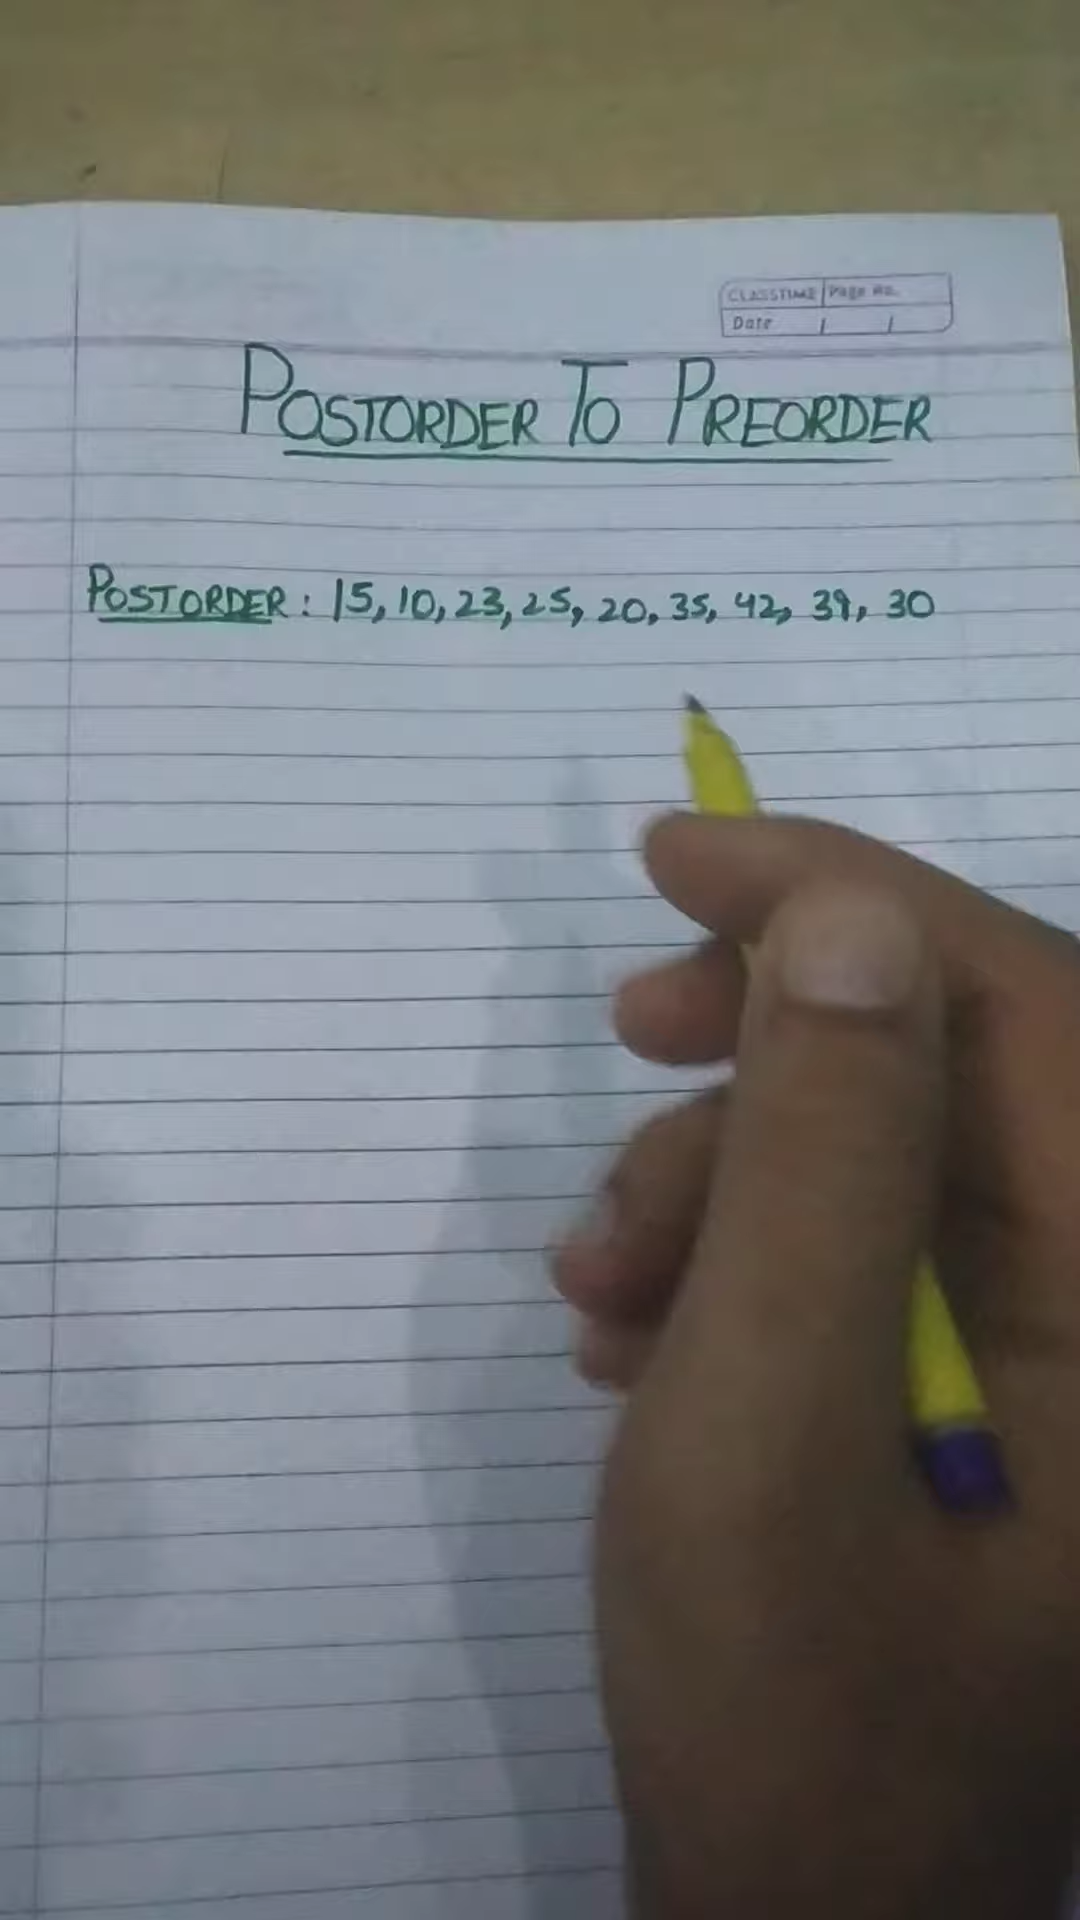 CLASSTIME Page No.
Date / /
POSTORDER TO PREORDER
POSTORDER : 15, 10, 23, 25, 20, 35, 42, 39, 30